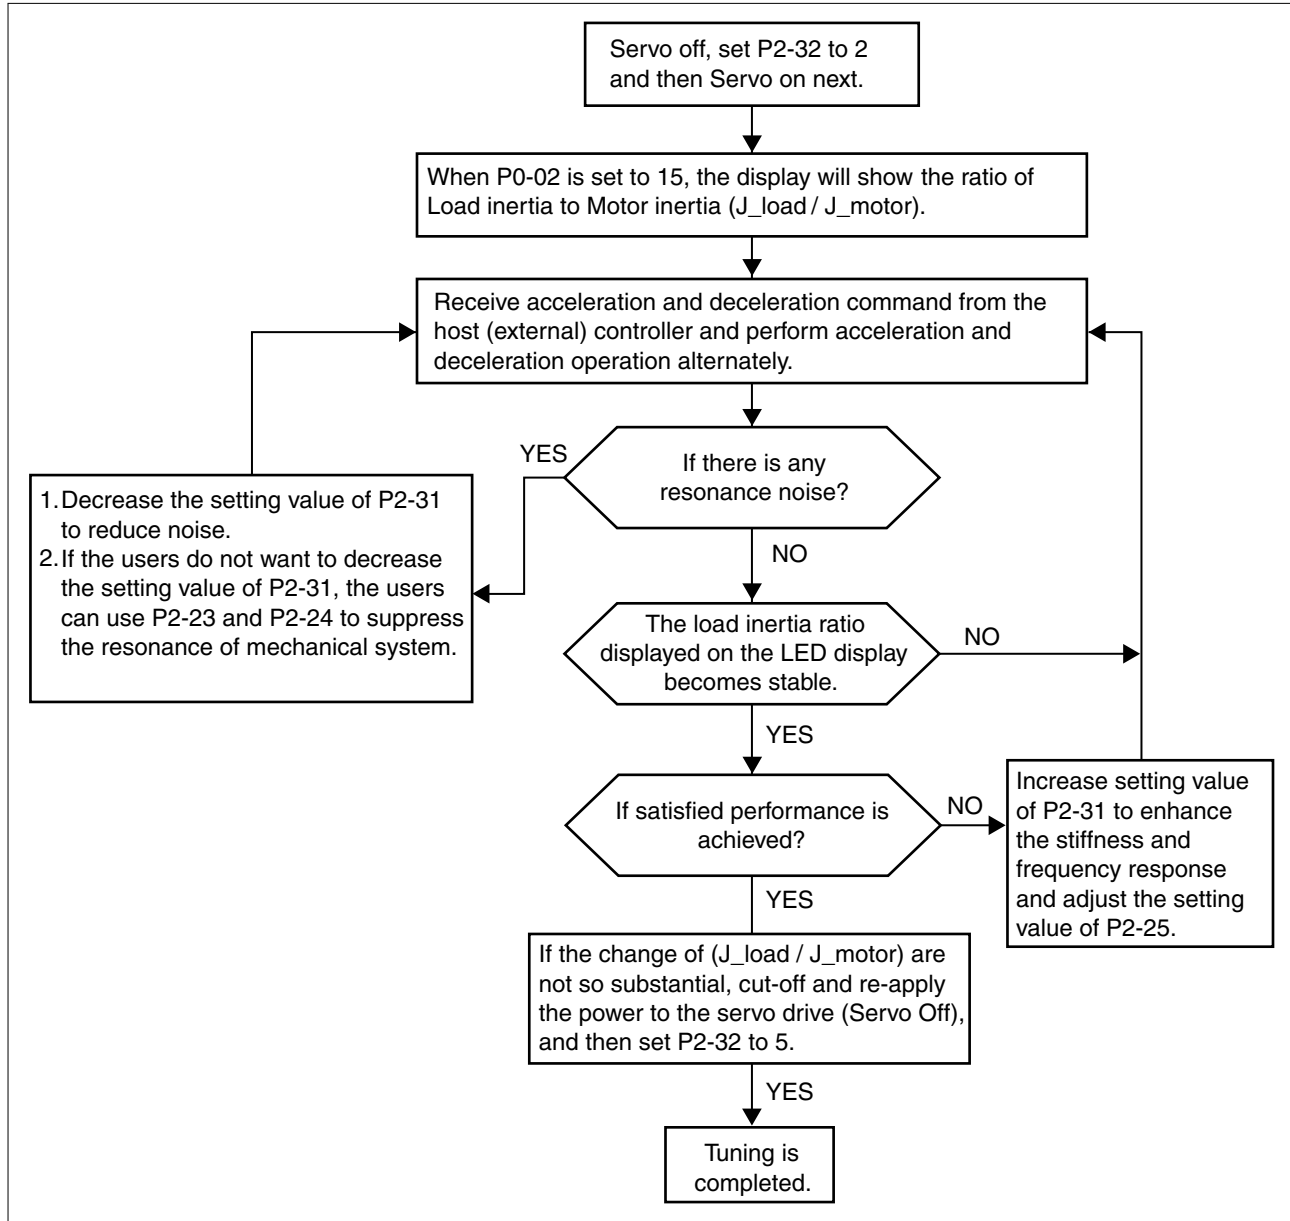 Servo off, set P2-32 to 2
and then Servo on next.
When P0-02 is set to 15, the display will show the ratio of
Load inertia to Motor inertia (J_load / J_motor).
Receive acceleration and deceleration command from the
host (external) controller and perform acceleration and
deceleration operation alternately.
YES
If there is any
resonance noise?
1. Decrease the setting value of P2-31
to reduce noise.
2. If the users do not want to decrease
the setting value of P2-31, the users
can use P2-23 and P2-24 to suppress
the resonance of mechanical system.
NO
The load inertia ratio
displayed on the LED display
becomes stable.
NO
YES
If satisfied performance is
achieved?
NO
Increase setting value
of P2-31 to enhance
the stiffness and
frequency response
and adjust the setting
value of P2-25.
YES
If the change of (J_load / J_motor) are
not so substantial, cut-off and re-apply
the power to the servo drive (Servo Off),
and then set P2-32 to 5.
YES
Tuning is
completed.